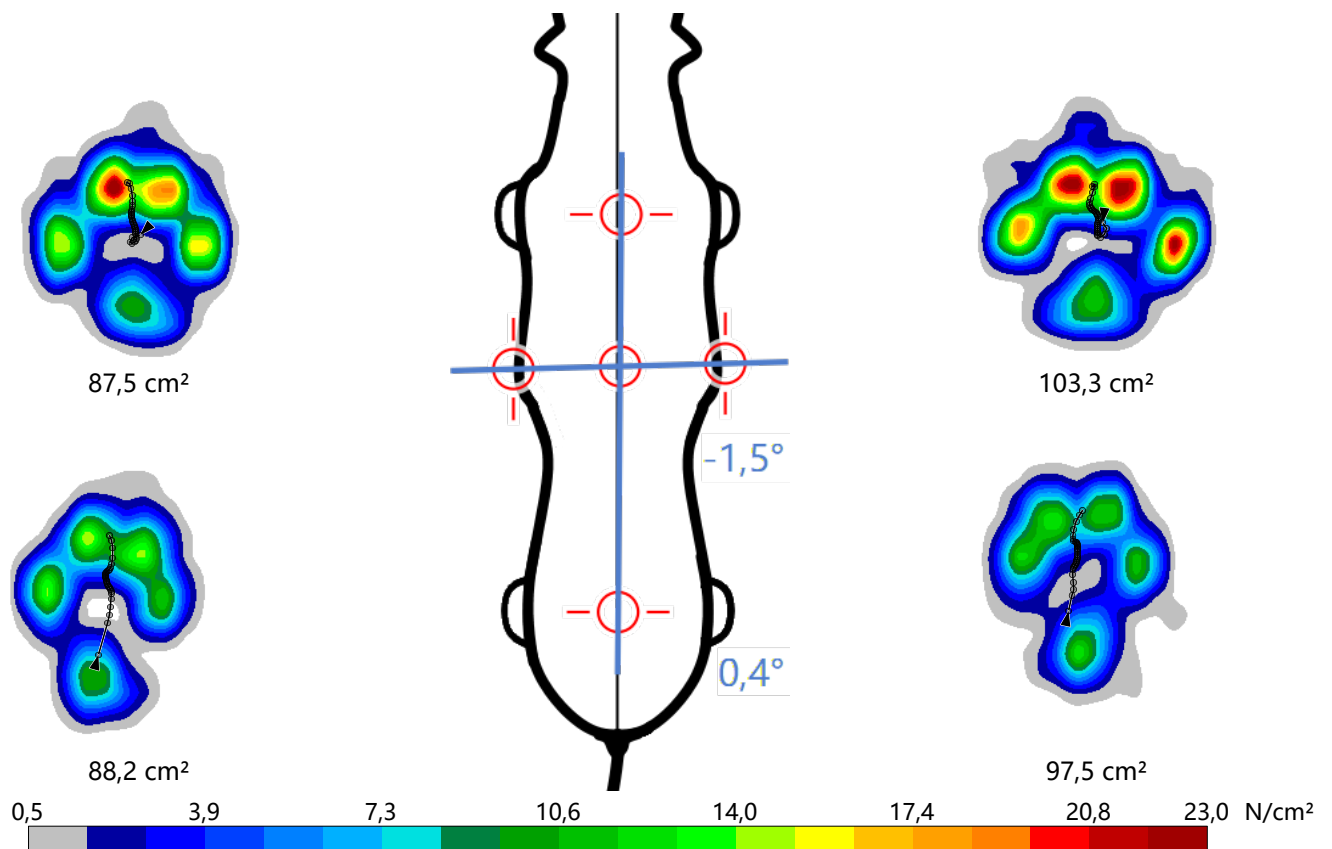 87,5 cm²
103,3 cm²
-1,5°
0,4°
88,2 cm²
97,5 cm²
0,5 3,9 7,3 10,6 14,0 17,4 20,8 23,0 N/cm²